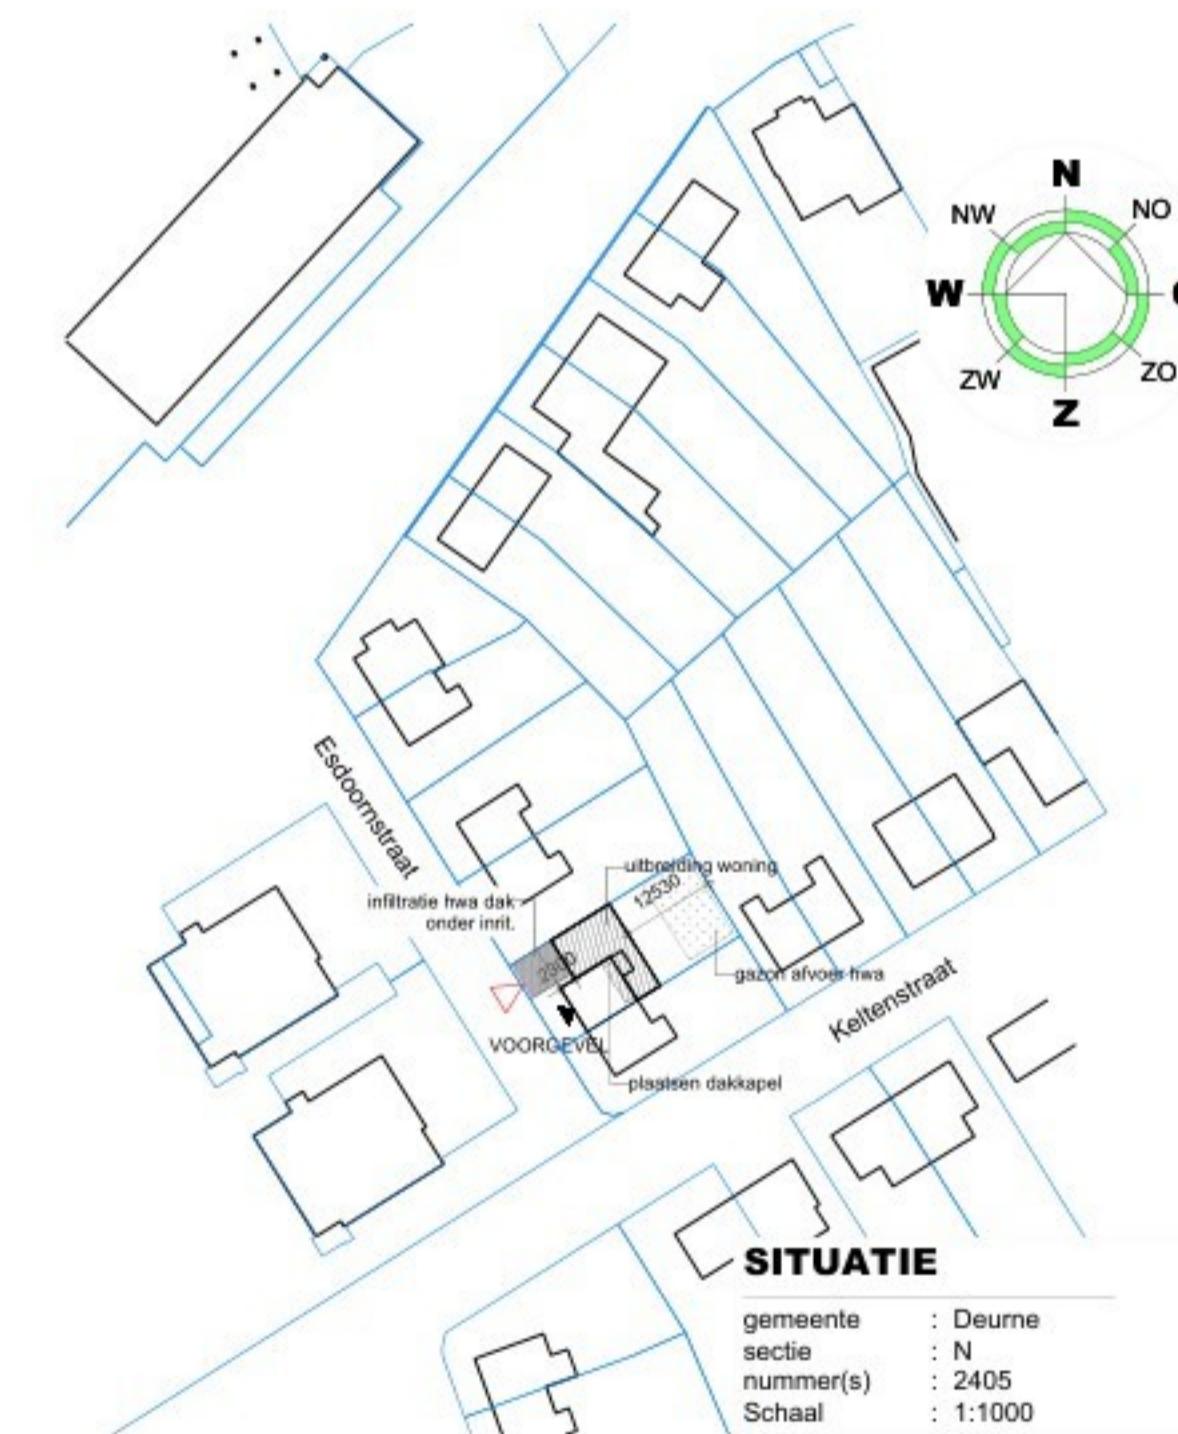 N
NW
NO
W
ZW
ZO
Z
Esdoornstraat
uitbreiding woning
12530
infiltratie hwa dak
onder inrit.
gazon afvoer hwa
Keltenstraat
VOORGEVEL
plaatsen dakkapel
SITUATIE
gemeente : Deurne
sectie : N
nummer(s) : 2405
Schaal : 1:1000